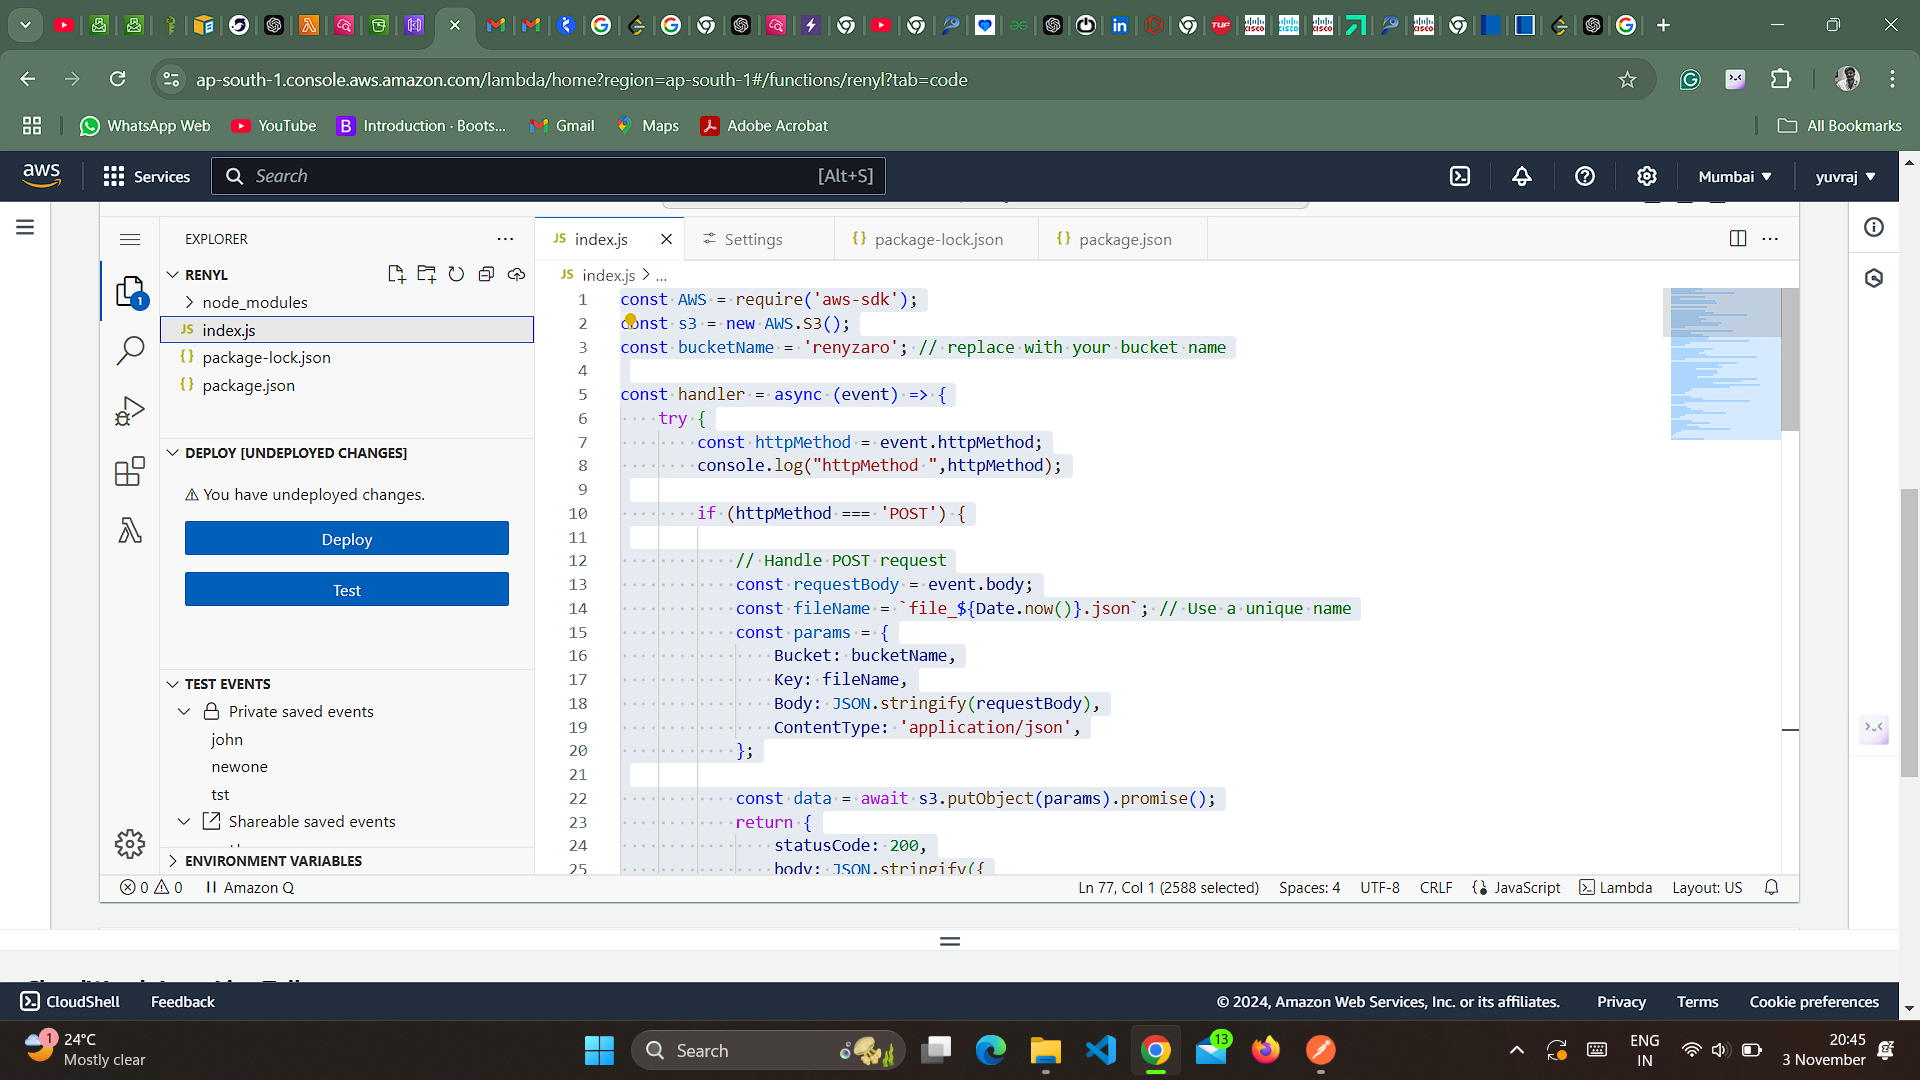 ap-south-1.console.aws.amazon.com/lambda/home?region=ap-south-1#/functions/renyl?tab=code
WhatsApp Web
YouTube
Introduction · Boots...
Gmail
Maps
Adobe Acrobat
All Bookmarks
aws
Services
Search
[Alt+S]
Mumbai
yuvraj
EXPLORER
RENYL
node_modules
JS index.js
{} package-lock.json
{} package.json
DEPLOY [UNDEPLOYED CHANGES]
You have undeployed changes.
Deploy
Test
TEST EVENTS
Private saved events
john
newone
tst
Shareable saved events
ENVIRONMENT VARIABLES
JS index.js
Settings
{} package-lock.json
{} package.json
JS index.js > ...
1 const AWS = require('aws-sdk');
2 const s3 = new AWS.S3();
3 const bucketName = 'renyzaro'; // replace with your bucket name
4
5 const handler = async (event) => {
6 try {
7 const httpMethod = event.httpMethod;
8 console.log("httpMethod ",httpMethod);
9
10 if (httpMethod === 'POST') {
11
12 // Handle POST request
13 const requestBody = event.body;
14 const fileName = `file_${Date.now()}.json`; // Use a unique name
15 const params = {
16 Bucket: bucketName,
17 Key: fileName,
18 Body: JSON.stringify(requestBody),
19 ContentType: 'application/json',
20 };
21
22 const data = await s3.putObject(params).promise();
23 return {
24 statusCode: 200,
25 body: JSON.stringify({
0 0 Amazon Q
Ln 77, Col 1 (2588 selected)
Spaces: 4
UTF-8
CRLF
JavaScript
Lambda
Layout: US
CloudShell
Feedback
© 2024, Amazon Web Services, Inc. or its affiliates.
Privacy
Terms
Cookie preferences
1
24°C
Mostly clear
Search
13
ENG
IN
20:45
3 November